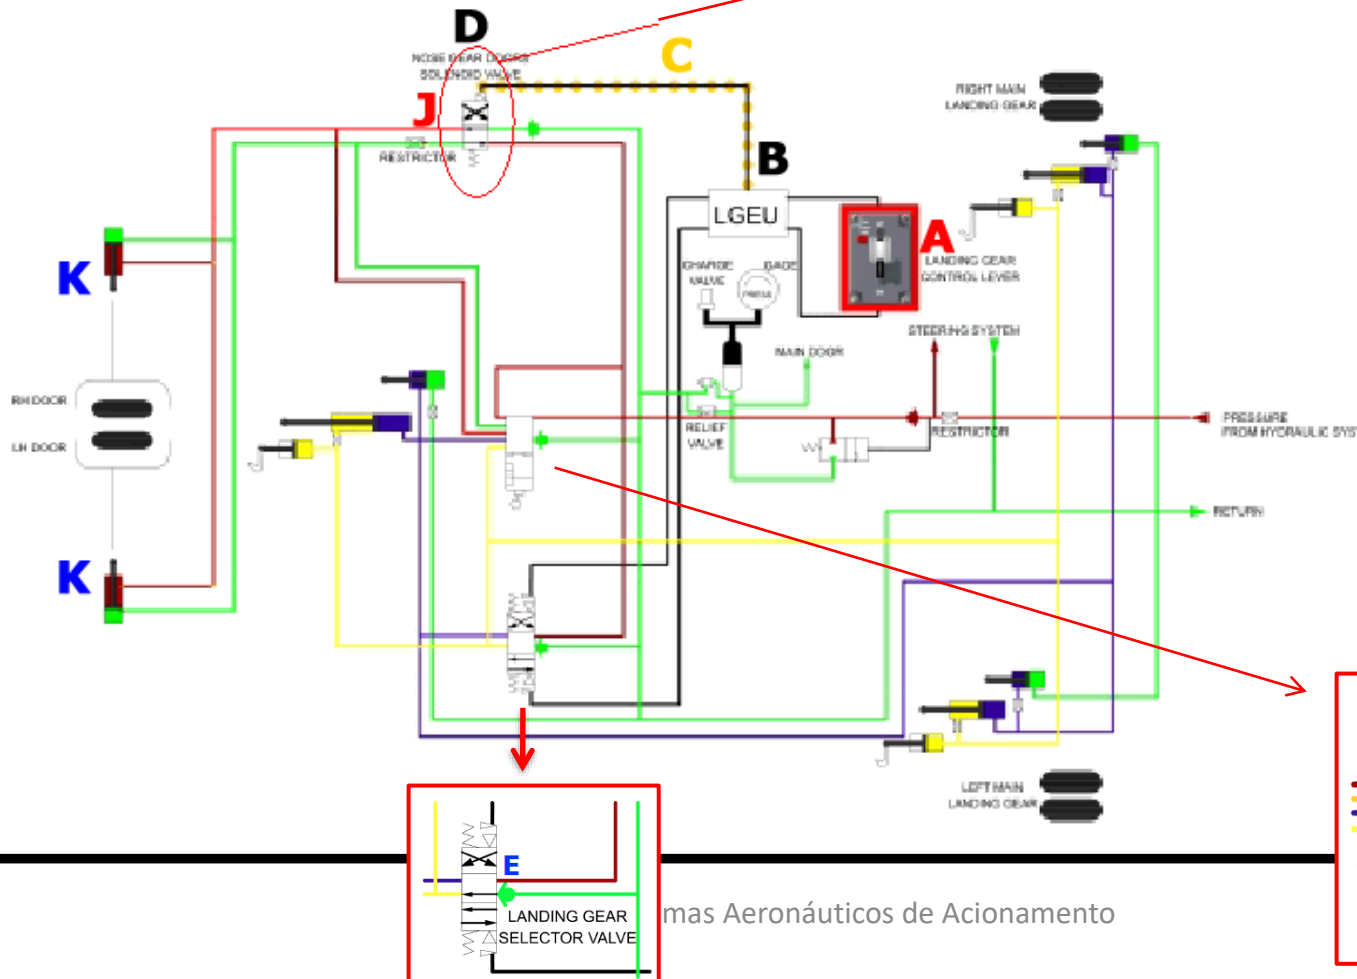 D
NOSE GEAR DOORS
SOLENOID VALVE
C
J
RESTRICTOR
B
LGEU
A
LANDING GEAR
CONTROL LEVER
RIGHT MAIN
LANDING GEAR
CHARGE
VALVE
GAGE
PRESS
STEERING SYSTEM
MAIN DOOR
K
RH DOOR
LH DOOR
RELIEF
VALVE
RESTRICTOR
PRESSURE
FROM HYDRAULIC SYS
RETURN
K
LEFT MAIN
LANDING GEAR
E
LANDING GEAR
SELECTOR VALVE
mas Aeronáuticos de Acionamento